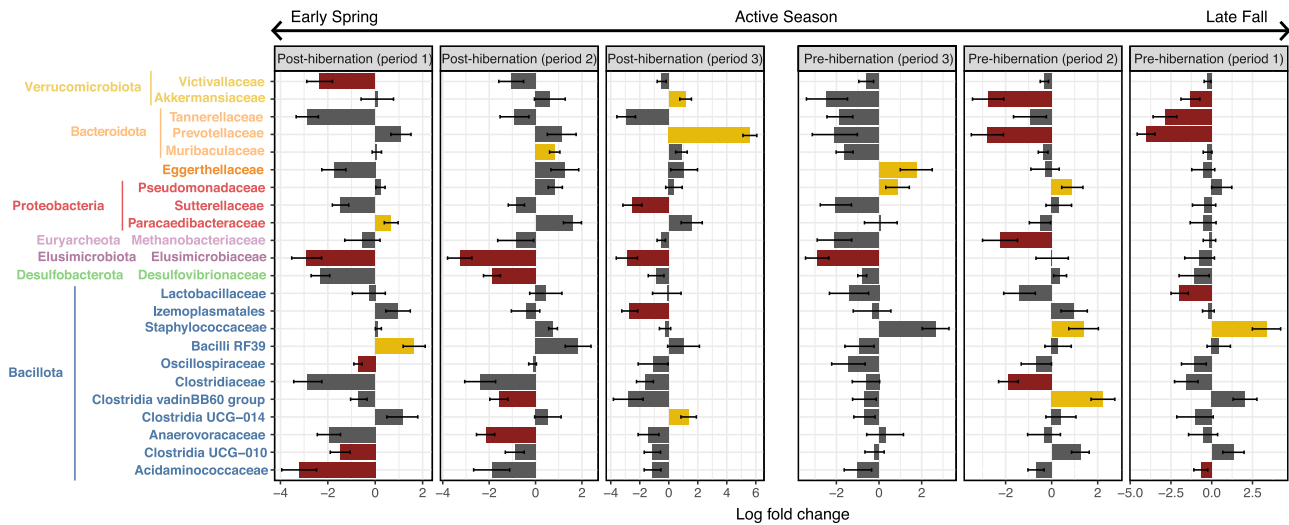 Early Spring Active Season Late Fall
Post-hibernation (period 1) Post-hibernation (period 2) Post-hibernation (period 3) Pre-hibernation (period 3) Pre-hibernation (period 2) Pre-hibernation (period 1)
Verrucomicrobiota Victivallaceae
Akkermansiaceae
Tannerellaceae
Bacteroidota Prevotellaceae
Muribaculaceae
Eggerthellaceae
Pseudomonadaceae
Proteobacteria Sutterellaceae
Paracaedibacteraceae
Euryarcheota Methanobacteriaceae
Elusimicrobiota Elusimicrobiaceae
Desulfobacterota Desulfovibrionaceae
Lactobacillaceae
Izemoplasmatales
Staphylococcaceae
Bacilli RF39
Oscillospiraceae
Bacillota Clostridiaceae
Clostridia vadinBB60 group
Clostridia UCG−014
Anaerovoracaceae
Clostridia UCG−010
Acidaminococcaceae
−4 −2 0 2 −4 −2 0 2 −4 −2 0 2 4 6 −2 0 2 −2 0 2 −5.0 −2.5 0.0 2.5
Log fold change